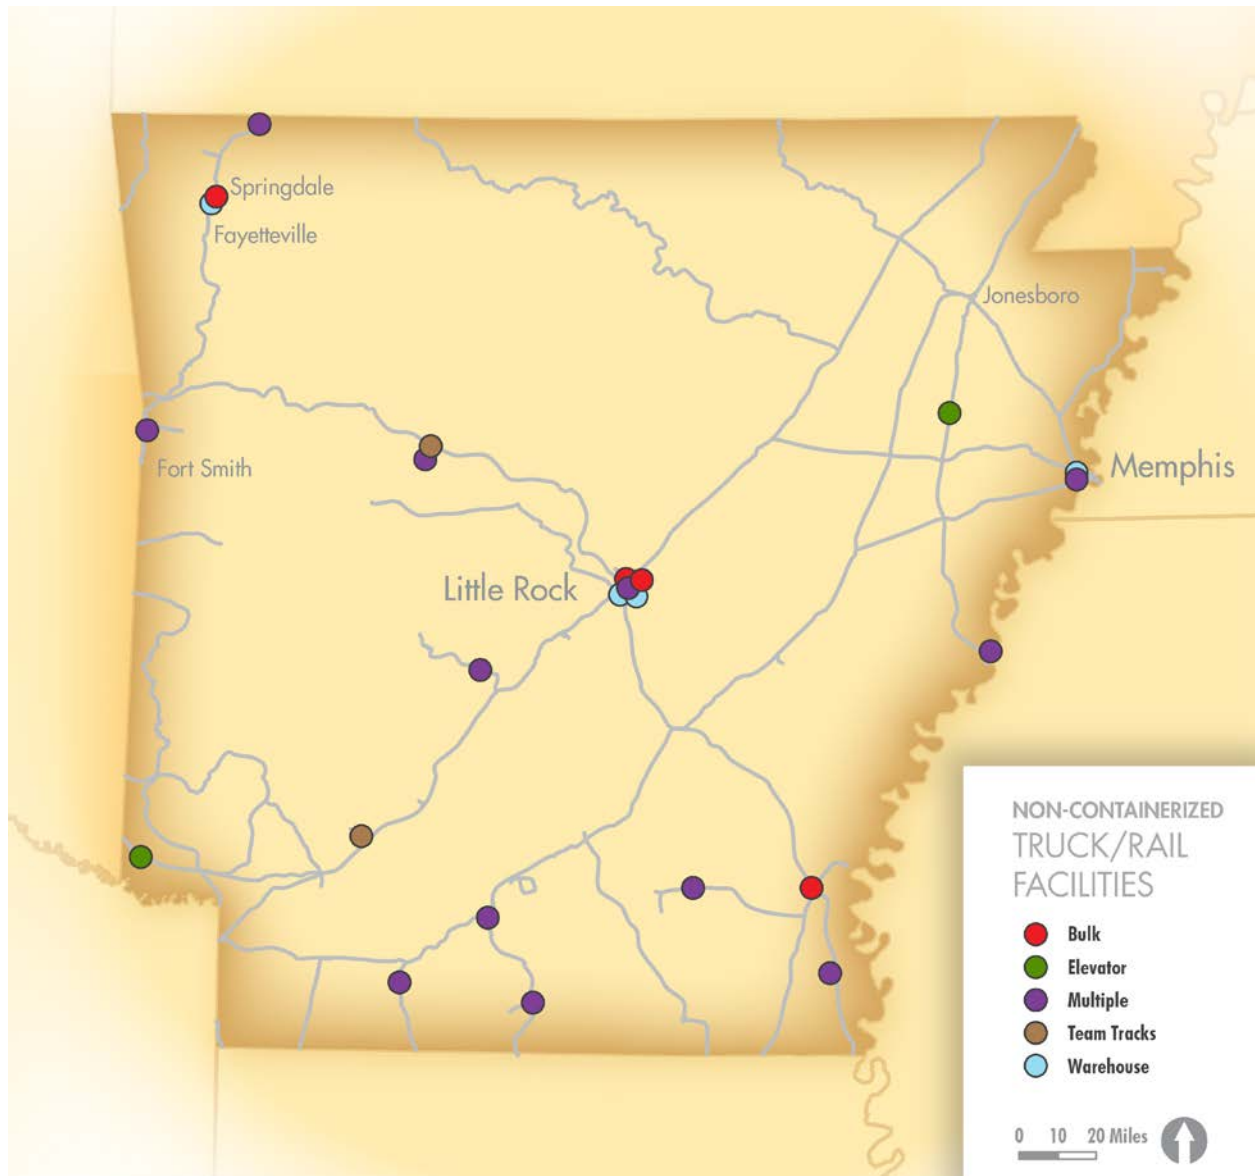 Springdale
Fayetteville
Jonesboro
Fort Smith
Memphis
Little Rock
NON-CONTAINERIZED
TRUCK/RAIL
FACILITIES
Bulk
Elevator
Multiple
Team Tracks
Warehouse
0 10 20 Miles